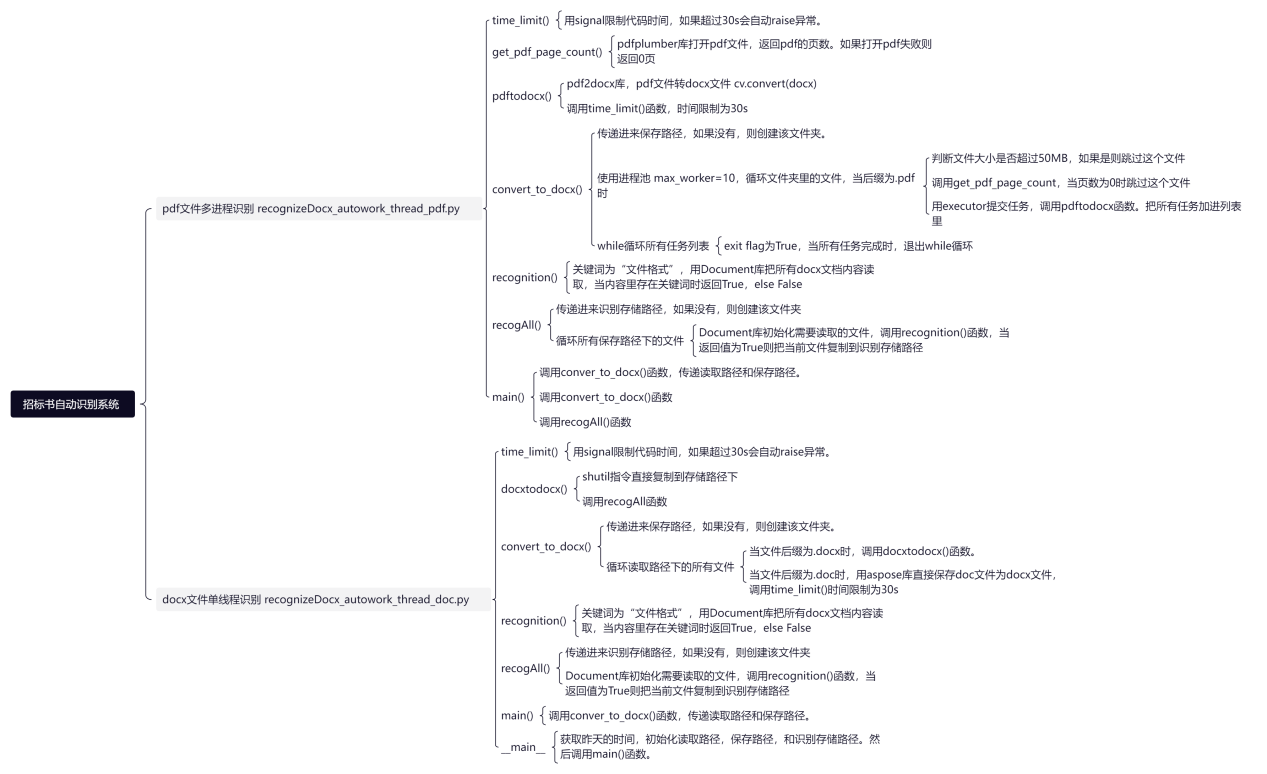 招标书自动识别系统
pdf文件多进程识别 recognizeDocx_autowork_thread_pdf.py
time_limit()
用signal限制代码时间，如果超过30s会自动raise异常。
get_pdf_page_count()
pdfplumber库打开pdf文件，返回pdf的页数。如果打开pdf失败则
返回0页
pdftodocx()
pdf2docx库，pdf文件转docx文件 cv.convert(docx)
调用time_limit()函数，时间限制为30s
convert_to_docx()
传递进来保存路径，如果没有，则创建该文件夹。
使用进程池 max_worker=10，循环文件夹里的文件，当后缀为.pdf
时
判断文件大小是否超过50MB，如果是则跳过这个文件
调用get_pdf_page_count，当页数为0时跳过这个文件
用executor提交任务，调用pdftodocx函数。把所有任务加进列表
里
while循环所有任务列表
exit flag为True，当所有任务完成时，退出while循环
recognition()
关键词为“文件格式”，用Document库把所有docx文档内容读
取，当内容里存在关键词时返回True，else False
recogAll()
传递进来识别存储路径，如果没有，则创建该文件夹
循环所有保存路径下的文件
Document库初始化需要读取的文件，调用recognition()函数，当
返回值为True则把当前文件复制到识别存储路径
main()
调用conver_to_docx()函数，传递读取路径和保存路径。
调用convert_to_docx()函数
调用recogAll()函数
docx文件单线程识别 recognizeDocx_autowork_thread_doc.py
time_limit()
用signal限制代码时间，如果超过30s会自动raise异常。
docxtodocx()
shutil指令直接复制到存储路径下
调用recogAll函数
convert_to_docx()
传递进来保存路径，如果没有，则创建该文件夹。
循环读取路径下的所有文件
当文件后缀为.docx时，调用docxtodocx()函数。
当文件后缀为.doc时，用aspose库直接保存doc文件为docx文件，
调用time_limit()时间限制为30s
recognition()
关键词为“文件格式”，用Document库把所有docx文档内容读
取，当内容里存在关键词时返回True，else False
recogAll()
传递进来识别存储路径，如果没有，则创建该文件夹
Document库初始化需要读取的文件，调用recognition()函数，当
返回值为True则把当前文件复制到识别存储路径
main()
调用conver_to_docx()函数，传递读取路径和保存路径。
__main__
获取昨天的时间，初始化读取路径，保存路径，和识别存储路径。然
后调用main()函数。